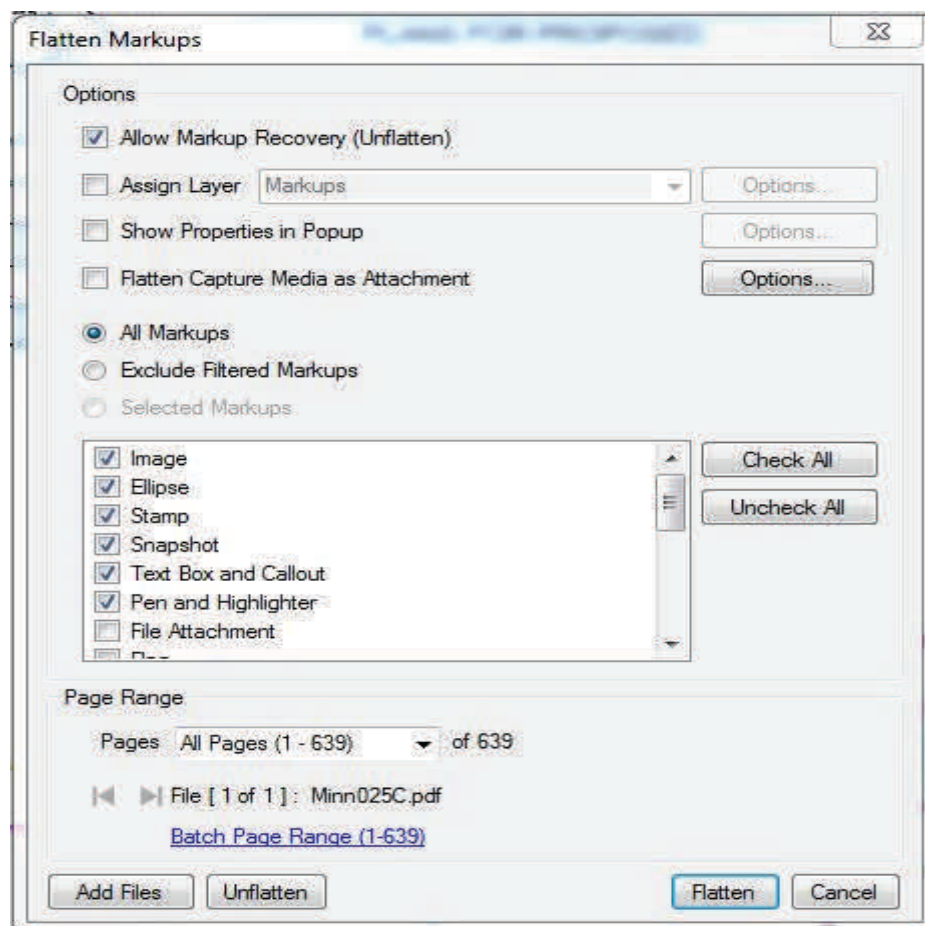 PLANS FOR PROPOSED
Flatten Markups
Options
Allow Markup Recovery (Unflatten)
Assign Layer Markups Options...
Show Properties in Popup Options...
Flatten Capture Media as Attachment Options...
All Markups
Exclude Filtered Markups
Selected Markups
Image Check All
Ellipse Uncheck All
Stamp
Snapshot
Text Box and Callout
Pen and Highlighter
File Attachment
Page Range
Pages All Pages (1 - 639) of 639
File [ 1 of 1 ] : Minn025C.pdf
Batch Page Range (1-639)
Add Files Unflatten Flatten Cancel